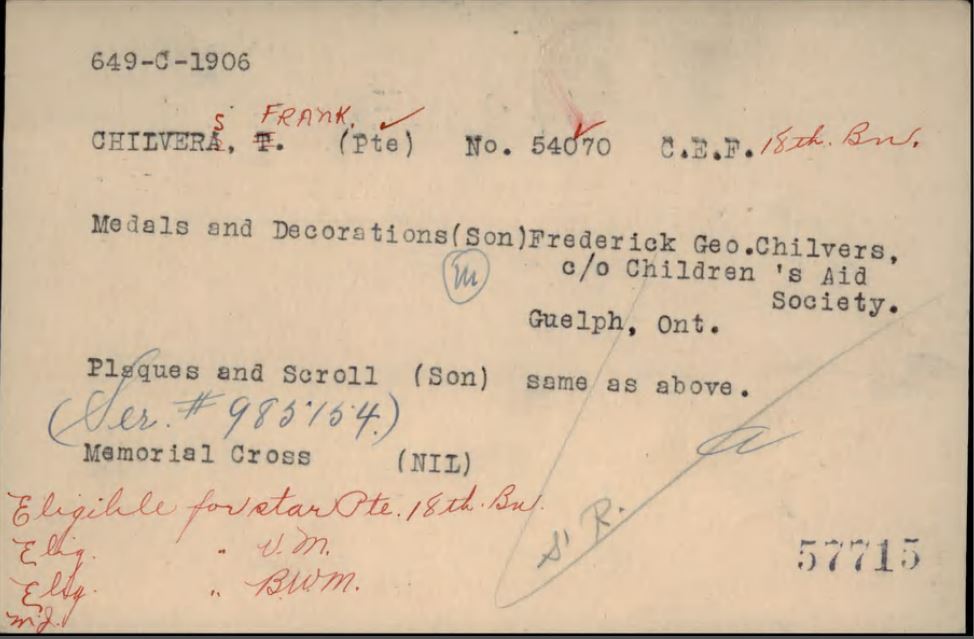 649-C-1906
S FRANK. ✓
CHILVERA, F. (Pte) No. 54070 C.E.F. 18th. Bn.
Medals and Decorations(Son)Frederick Geo.Chilvers,
(m) c/o Children 's Aid
Society.
Guelph, Ont.
Plaques and Scroll (Son) same as above.
(Ser. # 985154.)
Memorial Cross (NIL)
Eligible for star Pte. 18th. Bn.
Elig. " V.M.
Elig. " B.W.M.
S. R.
57715